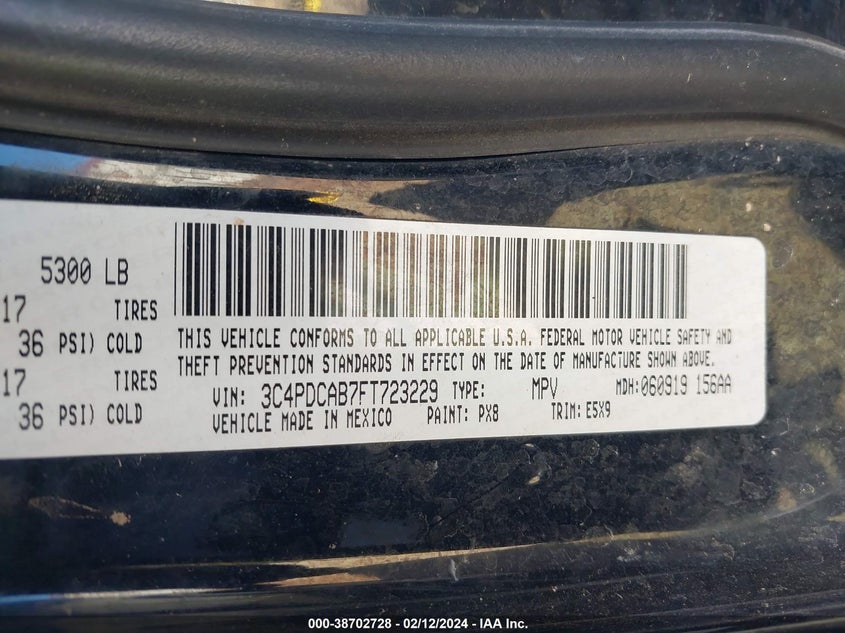 5300 LB
17 TIRES
36 PSI) COLD
17 TIRES
36 PSI) COLD
THIS VEHICLE CONFORMS TO ALL APPLICABLE U.S.A. FEDERAL MOTOR VEHICLE SAFETY AND
THEFT PREVENTION STANDARDS IN EFFECT ON THE DATE OF MANUFACTURE SHOWN ABOVE.
VIN: 3C4PDCAB7FT723229 TYPE: MPV MDH:060919 156AA
VEHICLE MADE IN MEXICO PAINT: PX8 TRIM: E5X9
000-38702728 - 02/12/2024 - IAA Inc.